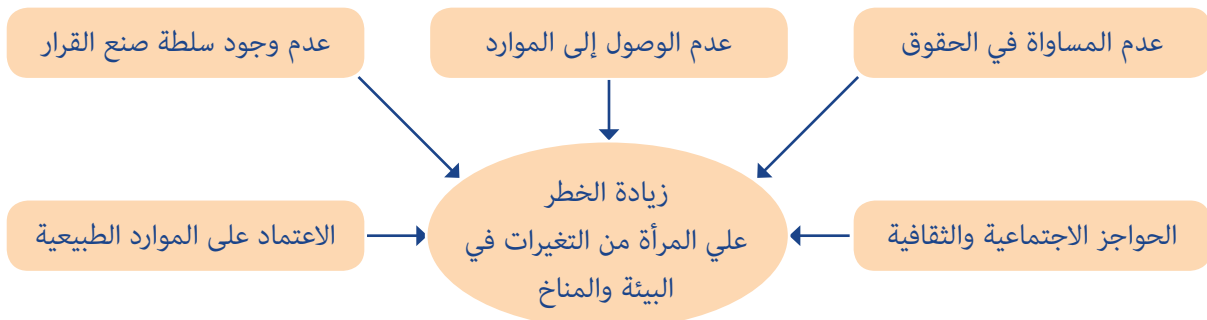 عدم المساواة في الحقوق
عدم الوصول إلى الموارد
عدم وجود سلطة صنع القرار
زيادة الخطر
علي المرأة من التغيرات في
البيئة والمناخ
الحواجز الاجتماعية والثقافية
الاعتماد على الموارد الطبيعية